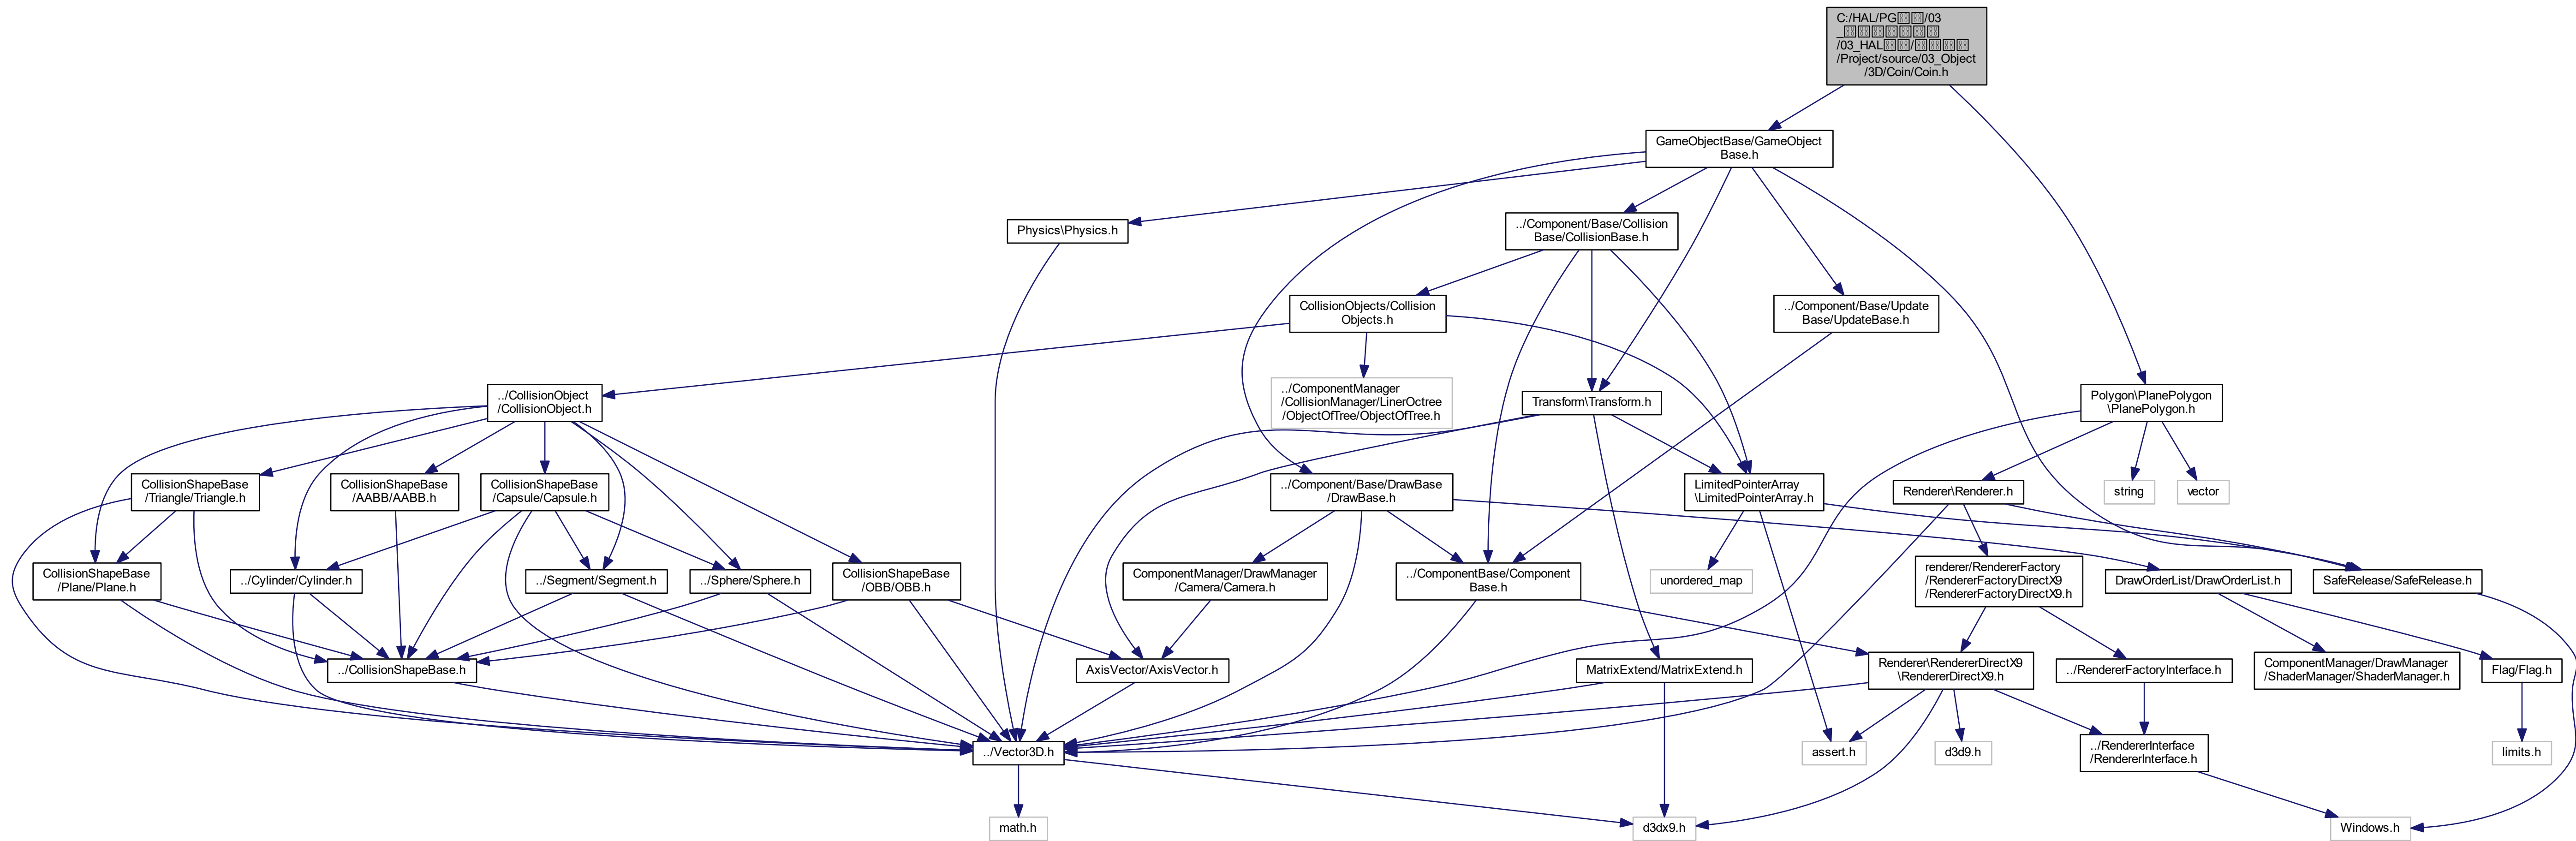 C:/HAL/PG/03
_
/03_HAL/
/Project/source/03_Object
/3D/Coin/Coin.h
GameObjectBase/GameObject
Base.h
Physics\Physics.h
../Component/Base/Collision
Base/CollisionBase.h
CollisionObjects/Collision
Objects.h
../Component/Base/Update
Base/UpdateBase.h
../CollisionObject
/CollisionObject.h
../ComponentManager
/CollisionManager/LinerOctree
/ObjectOfTree/ObjectOfTree.h
Transform\Transform.h
Polygon\PlanePolygon
\PlanePolygon.h
CollisionShapeBase
/Triangle/Triangle.h
CollisionShapeBase
/AABB/AABB.h
CollisionShapeBase
/Capsule/Capsule.h
../Component/Base/DrawBase
/DrawBase.h
LimitedPointerArray
\LimitedPointerArray.h
Renderer\Renderer.h
string
vector
CollisionShapeBase
/Plane/Plane.h
../Cylinder/Cylinder.h
../Segment/Segment.h
../Sphere/Sphere.h
CollisionShapeBase
/OBB/OBB.h
ComponentManager/DrawManager
/Camera/Camera.h
../ComponentBase/Component
Base.h
unordered_map
renderer/RendererFactory
/RendererFactoryDirectX9
/RendererFactoryDirectX9.h
DrawOrderList/DrawOrderList.h
SafeRelease/SafeRelease.h
../CollisionShapeBase.h
AxisVector/AxisVector.h
MatrixExtend/MatrixExtend.h
Renderer\RendererDirectX9
\RendererDirectX9.h
../RendererFactoryInterface.h
ComponentManager/DrawManager
/ShaderManager/ShaderManager.h
Flag/Flag.h
../Vector3D.h
assert.h
d3d9.h
../RendererInterface
/RendererInterface.h
limits.h
math.h
d3dx9.h
Windows.h